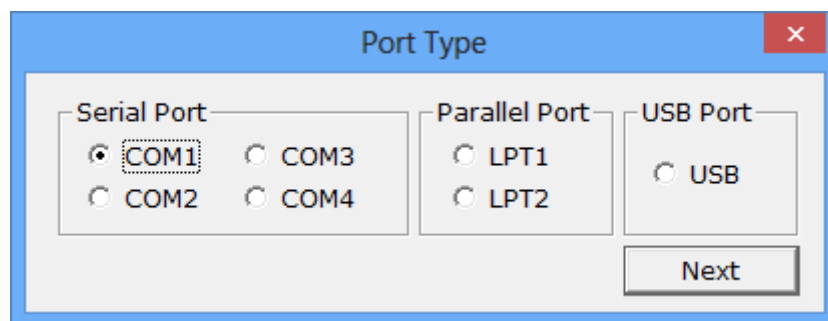 Port Type
Serial Port
Parallel Port
USB Port
COM1
COM3
LPT1
USB
COM2
COM4
LPT2
Next